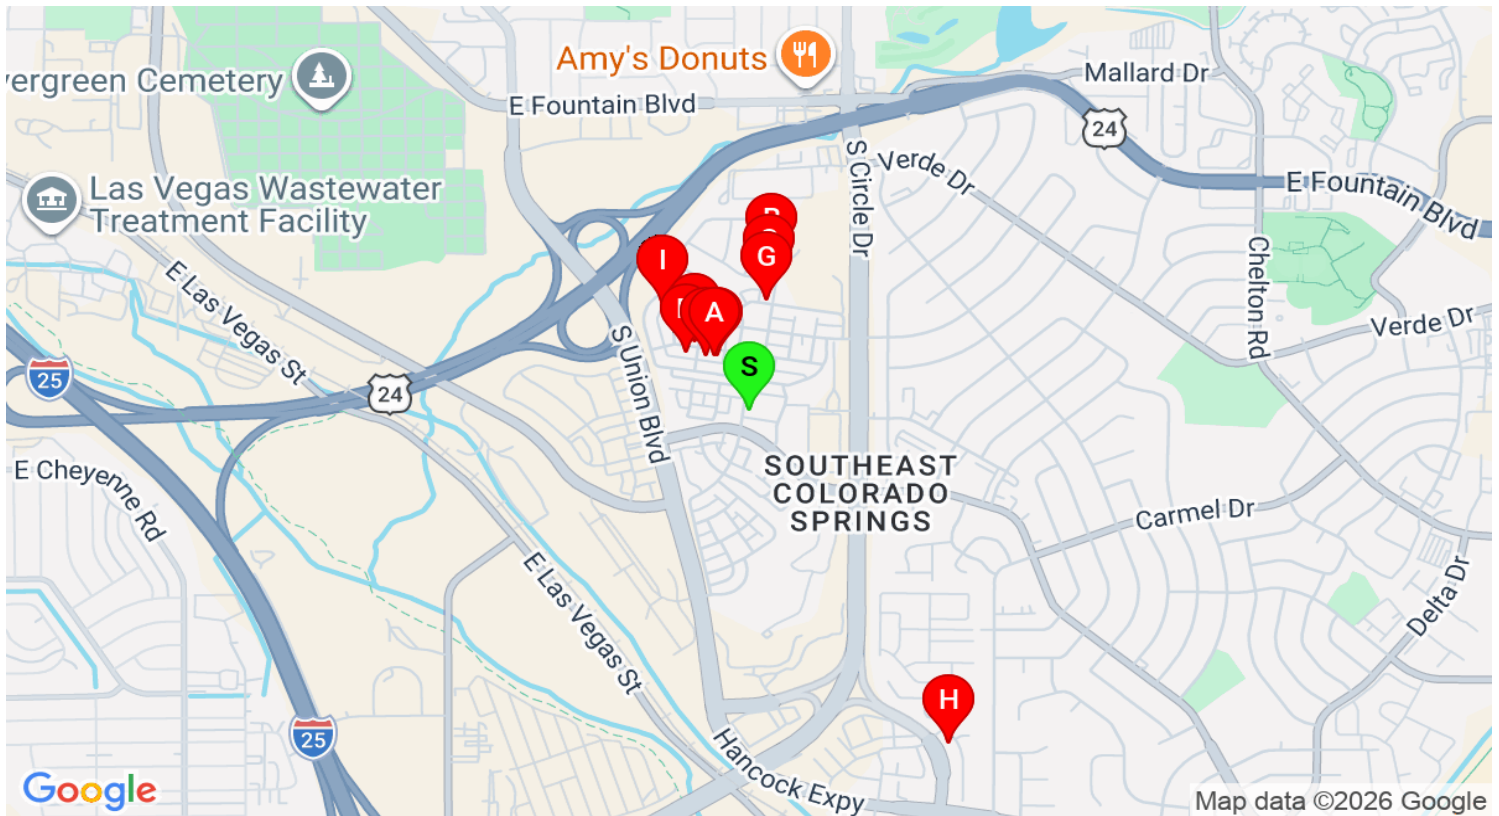 Amy's Donuts
Mallard Dr
vergreen Cemetery
E Fountain Blvd
24
Verde Dr
S Circle Dr
E Fountain Blvd
Las Vegas Wastewater
Treatment Facility
G
I
Chelton Rd
E Las Vegas St
A
Verde Dr
S Union Blvd
S
25
24
E Cheyenne Rd
SOUTHEAST
COLORADO
SPRINGS
Carmel Dr
E Las Vegas St
Delta Dr
H
25
Hancock Expy
Google
Map data ©2026 Google